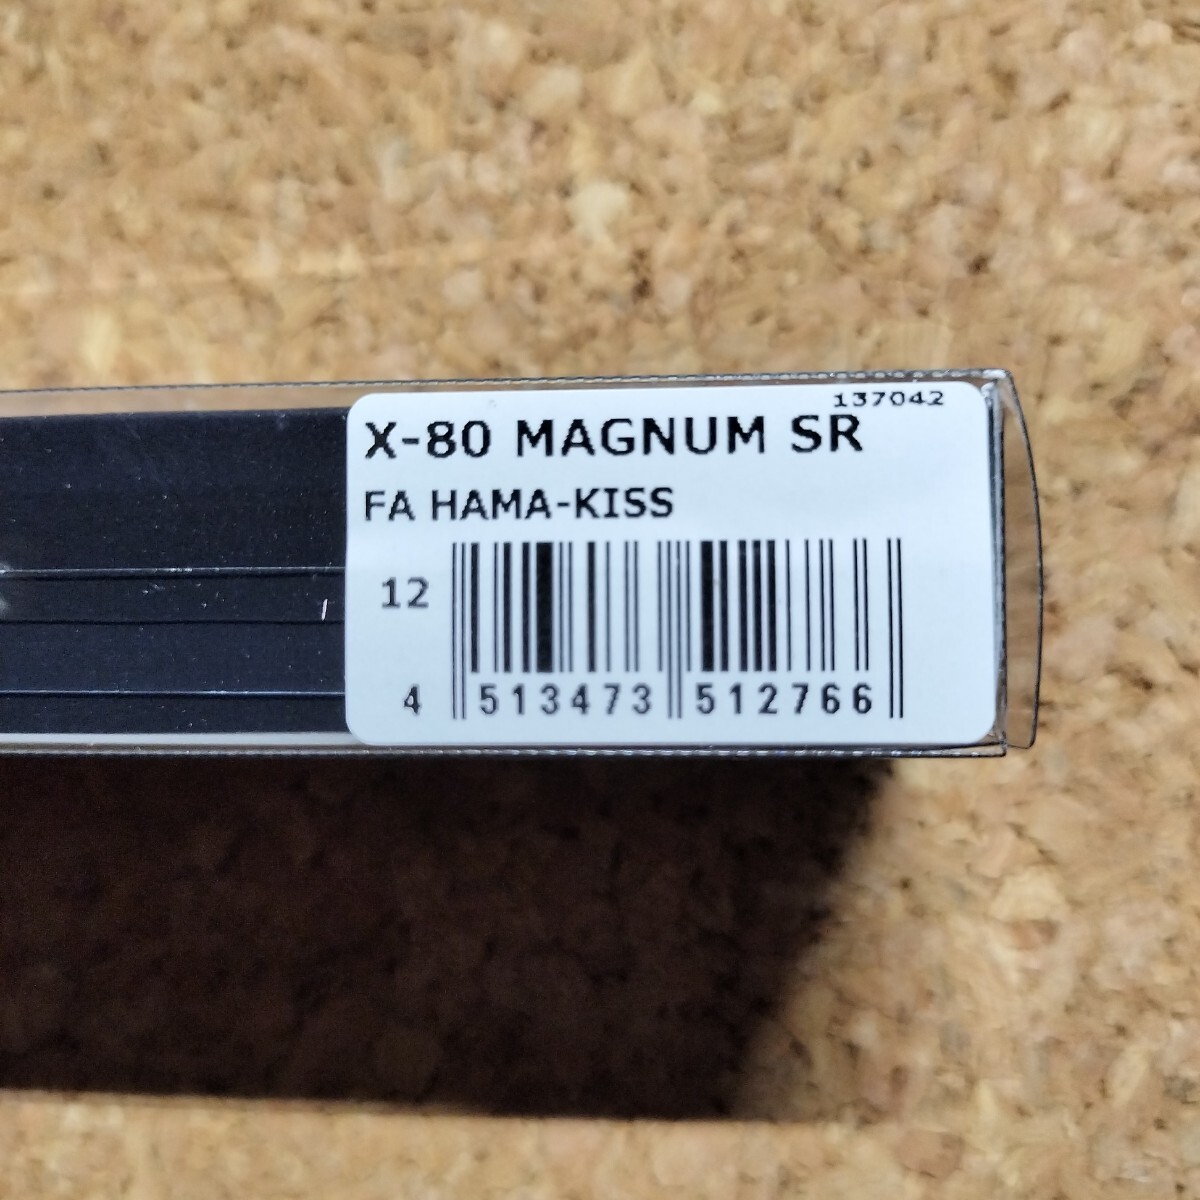 137042
X-80 MAGNUM SR
FA HAMA-KISS
12
4 513473 512766